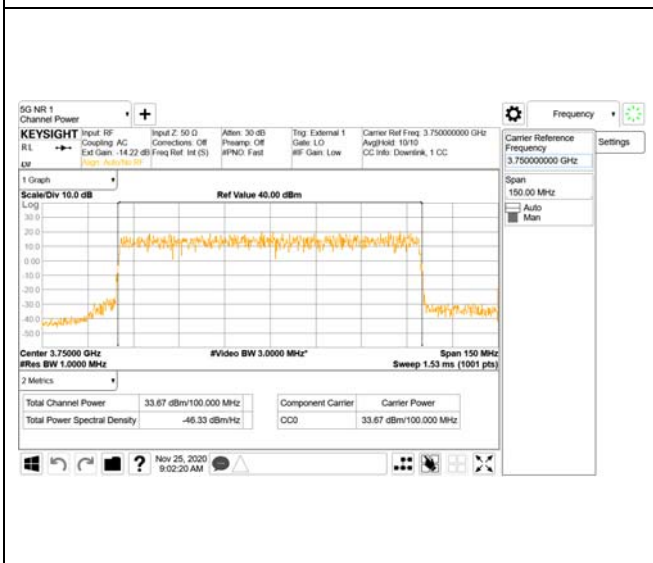 5G NR 1
Channel Power
Frequency
KEYSIGHT Input: RF Input Z: 50 Ω Atten: 30 dB Trig: External 1 Carrier Ref Freq: 3.750000000 GHz
RL Coupling: AC Corrections: Off Preamp: Off Gate: LO Avg|Hold: 10/10
Ext Gain: -14.22 dB Freq Ref: Int (S) #PNO: Fast #IF Gain: Low CC Info: Downlink, 1 CC
Align: Auto/No RF
Carrier Reference Frequency
3.750000000 GHz
Settings
Span
150.00 MHz
Auto
Man
1 Graph
Scale/Div 10.0 dB Ref Value 40.00 dBm
Log
30.0
20.0
10.0
0.00
-10.0
-20.0
-30.0
-40.0
-50.0
Center 3.75000 GHz #Video BW 3.0000 MHz* Span 150 MHz
#Res BW 1.0000 MHz Sweep 1.53 ms (1001 pts)
2 Metrics
Total Channel Power 33.67 dBm/100.000 MHz Component Carrier Carrier Power
Total Power Spectral Density -46.33 dBm/Hz CC0 33.67 dBm/100.000 MHz
? Nov 25, 2020
9:02:20 AM